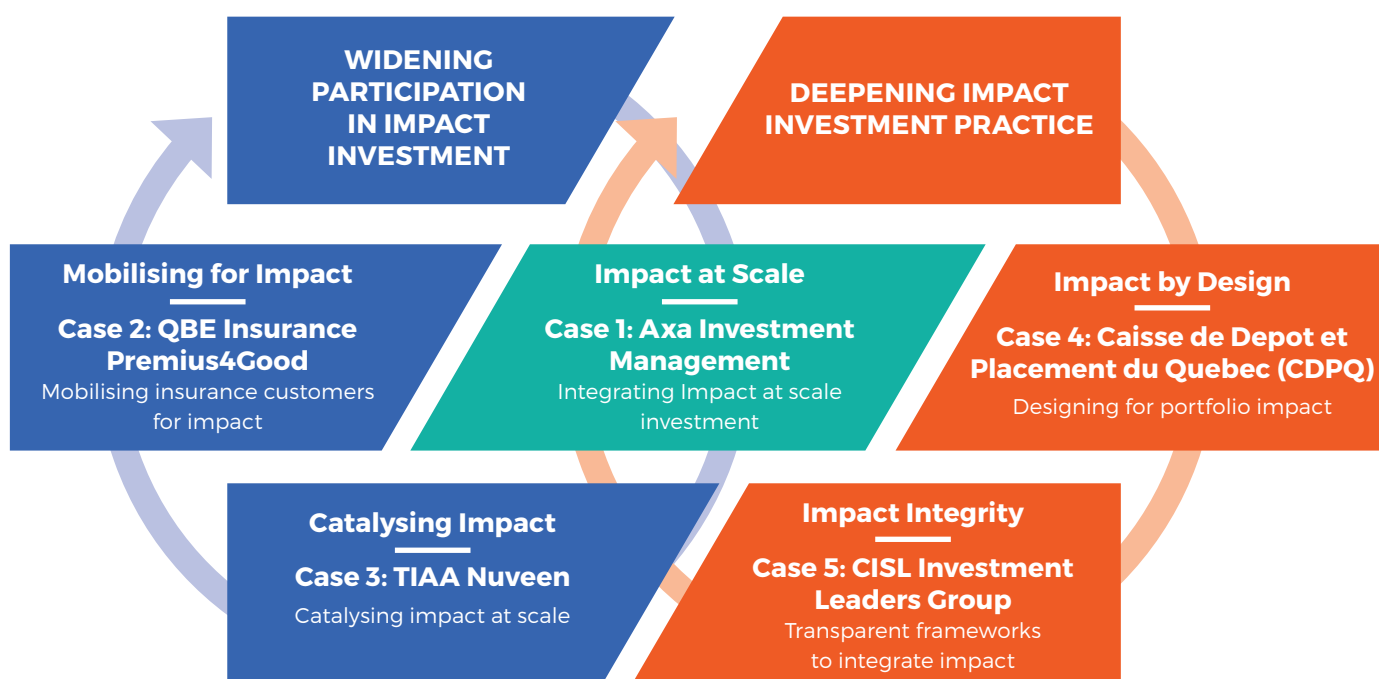 WIDENING
PARTICIPATION
IN IMPACT
INVESTMENT
DEEPENING IMPACT
INVESTMENT PRACTICE
Mobilising for Impact
Case 2: QBE Insurance
Premius4Good
Mobilising insurance customers
for impact
Impact at Scale
Case 1: Axa Investment
Management
Integrating Impact at scale
investment
Impact by Design
Case 4: Caisse de Depot et
Placement du Quebec (CDPQ)
Designing for portfolio impact
Catalysing Impact
Case 3: TIAA Nuveen
Catalysing impact at scale
Impact Integrity
Case 5: CISL Investment
Leaders Group
Transparent frameworks
to integrate impact